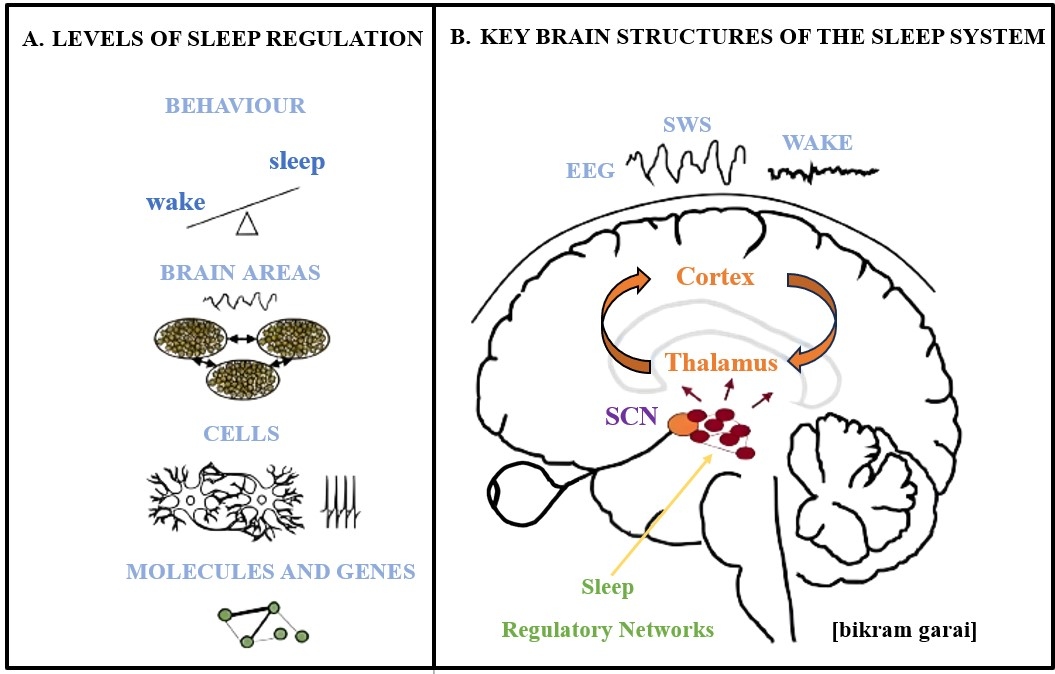 A. LEVELS OF SLEEP REGULATION
BEHAVIOUR
sleep
wake
BRAIN AREAS
CELLS
MOLECULES AND GENES
B. KEY BRAIN STRUCTURES OF THE SLEEP SYSTEM
SWS
WAKE
EEG
Cortex
Thalamus
SCN
Sleep
Regulatory Networks
[bikram garai]